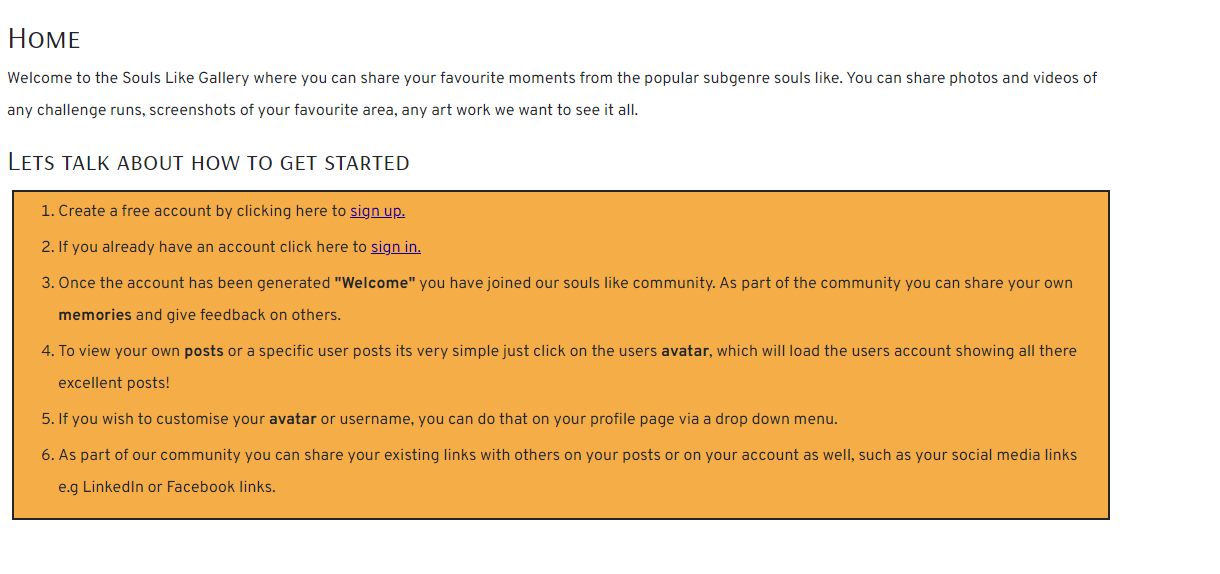 Home
Welcome to the Souls Like Gallery where you can share your favourite moments from the popular subgenre souls like. You can share photos and videos of
any challenge runs, screenshots of your favourite area, any art work we want to see it all.
Lets talk about how to get started
1. Create a free account by clicking here to sign up.
2. If you already have an account click here to sign in.
3. Once the account has been generated "Welcome" you have joined our souls like community. As part of the community you can share your own
memories and give feedback on others.
4. To view your own posts or a specific user posts its very simple just click on the users avatar, which will load the users account showing all there
excellent posts!
5. If you wish to customise your avatar or username, you can do that on your profile page via a drop down menu.
6. As part of our community you can share your existing links with others on your posts or on your account as well, such as your social media links
e.g LinkedIn or Facebook links.